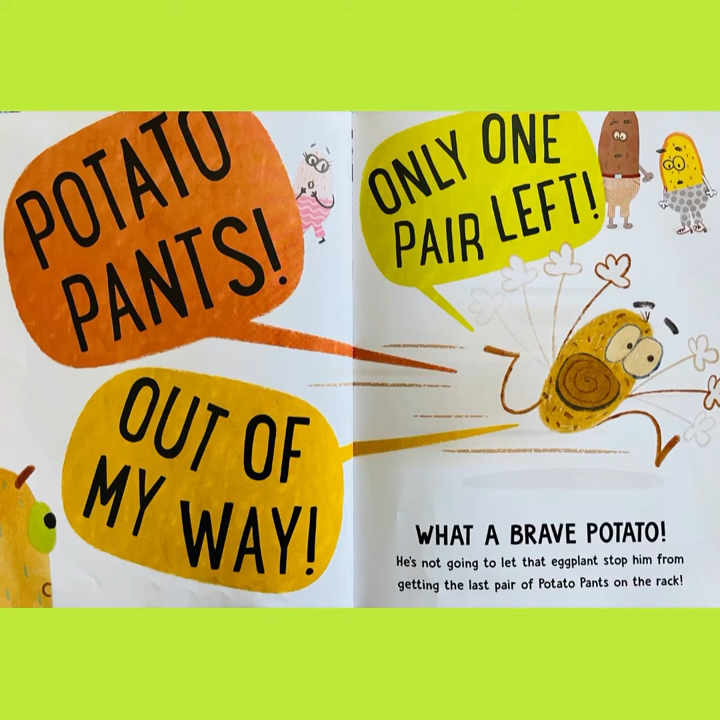 POTATO
PANTS!
OUT OF
MY WAY!
ONLY ONE
PAIR LEFT!
WHAT A BRAVE POTATO!
He's not going to let that eggplant stop him from
getting the last pair of Potato Pants on the rack!